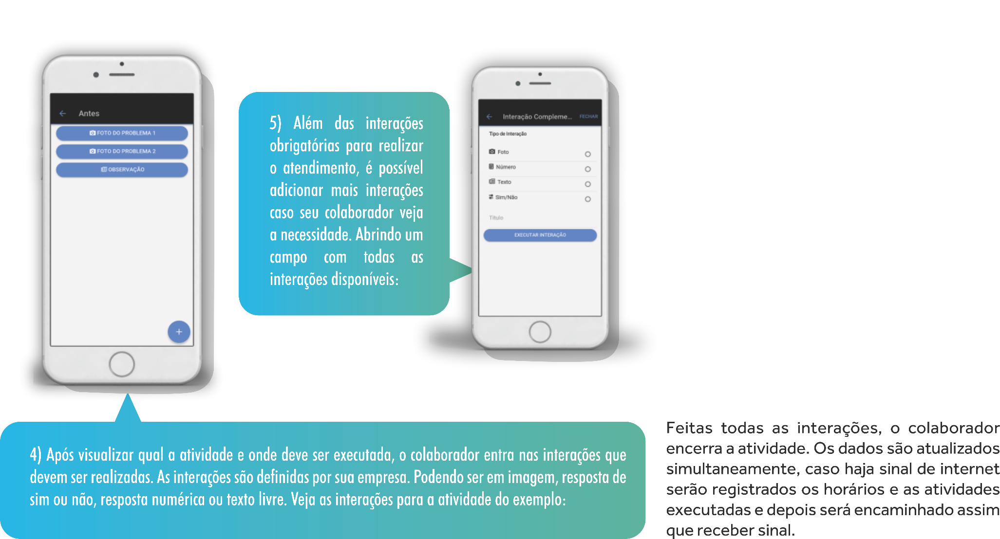 Antes
FOTO DO PROBLEMA 1
FOTO DO PROBLEMA 2
OBSERVAÇÃO
+
5) Além das interações
obrigatórias para realizar
o atendimento, é possível
adicionar mais interações
caso seu colaborador veja
a necessidade. Abrindo um
campo com todas as
interações disponíveis:
Interação Compleme... FECHAR
Tipo de Interação
Foto
Número
Texto
Sim/Não
Título
EXECUTAR INTERAÇÃO
4) Após visualizar qual a atividade e onde deve ser executada, o colaborador entra nas interações que
devem ser realizadas. As interações são definidas por sua empresa. Podendo ser em imagem, resposta de
sim ou não, resposta numérica ou texto livre. Veja as interações para a atividade do exemplo:
Feitas todas as interações, o colaborador
encerra a atividade. Os dados são atualizados
simultaneamente, caso haja sinal de internet
serão registrados os horários e as atividades
executadas e depois será encaminhado assim
que receber sinal.